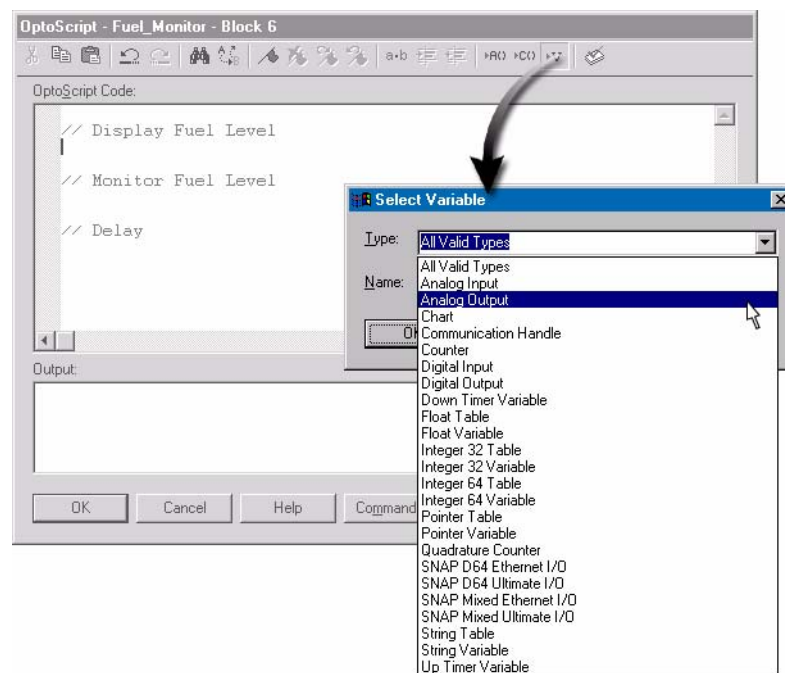 OptoScript - Fuel_Monitor - Block 6
a+b
OptoScript Code:
// Display Fuel Level
// Monitor Fuel Level
// Delay
Select Variable
Type: All Valid Types
Name:
All Valid Types
Analog Input
Analog Output
Chart
Communication Handle
Counter
Digital Input
Digital Output
Down Timer Variable
Float Table
Float Variable
Integer 32 Table
Integer 32 Variable
Integer 64 Table
Integer 64 Variable
Pointer Table
Pointer Variable
Quadrature Counter
SNAP D64 Ethernet I/O
SNAP D64 Ultimate I/O
SNAP Mixed Ethernet I/O
SNAP Mixed Ultimate I/O
String Table
String Variable
Up Timer Variable
Output:
OK Cancel Help Command